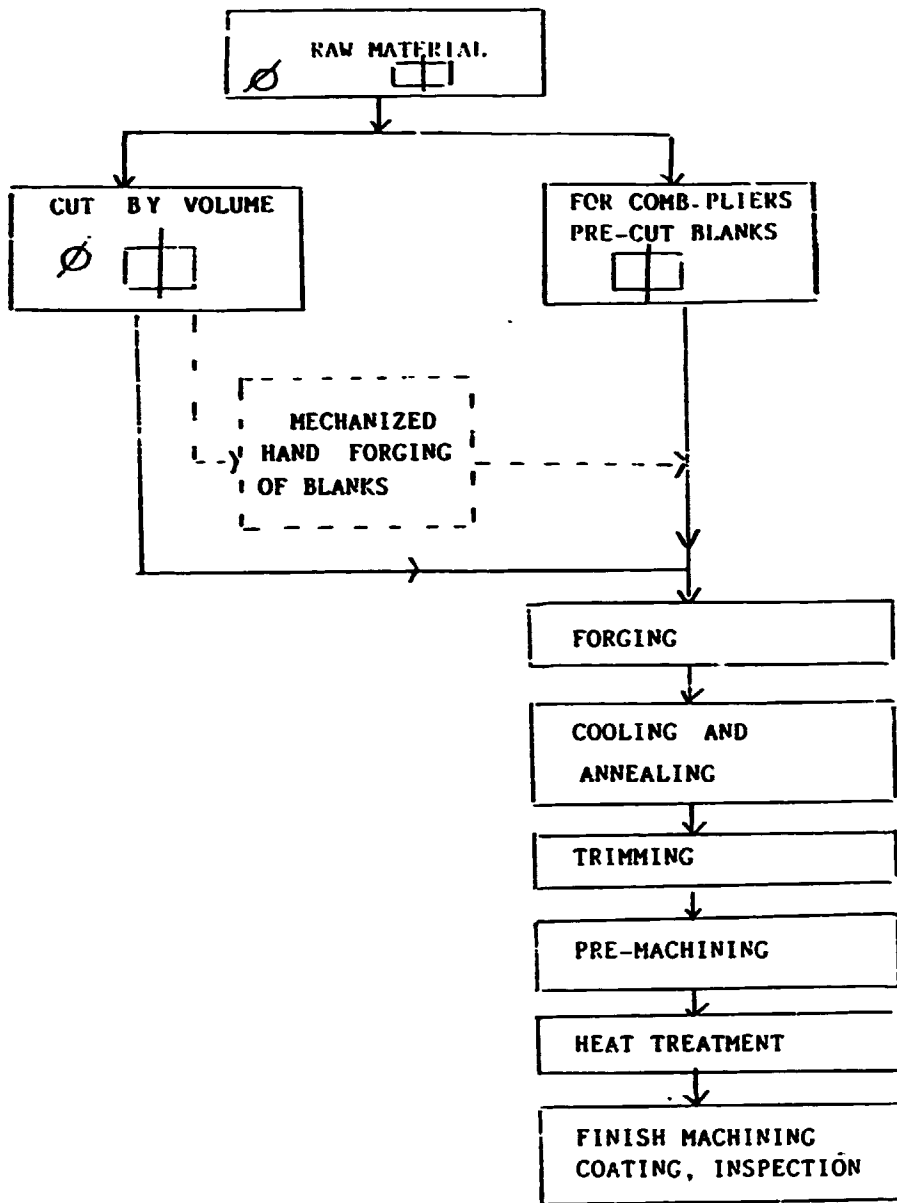 RAW MATERIAL
Ø
CUT BY VOLUME
Ø
FOR COMB-PLIERS
PRE-CUT BLANKS
MECHANIZED
HAND FORGING
OF BLANKS
FORGING
COOLING AND
ANNEALING
TRIMMING
PRE-MACHINING
HEAT TREATMENT
FINISH MACHINING
COATING, INSPECTION